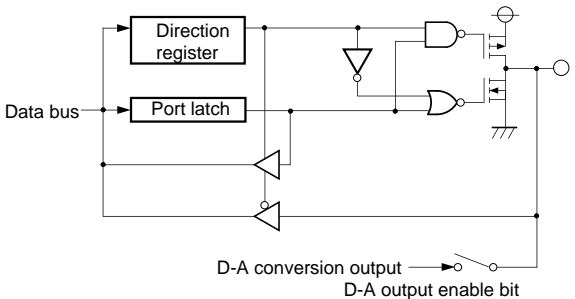 Direction
register
Data bus
Port latch
D-A conversion output
D-A output enable bit